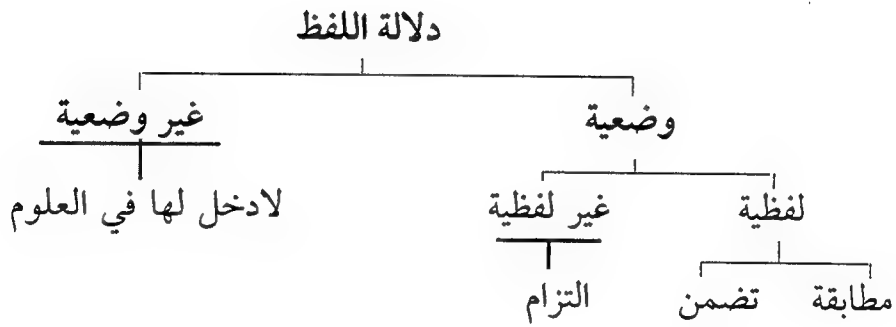 دلالة اللفظ
وضعية غير وضعية
لفظية غير لفظية لادخل لها في العلوم
مطابقة تضمن التزام